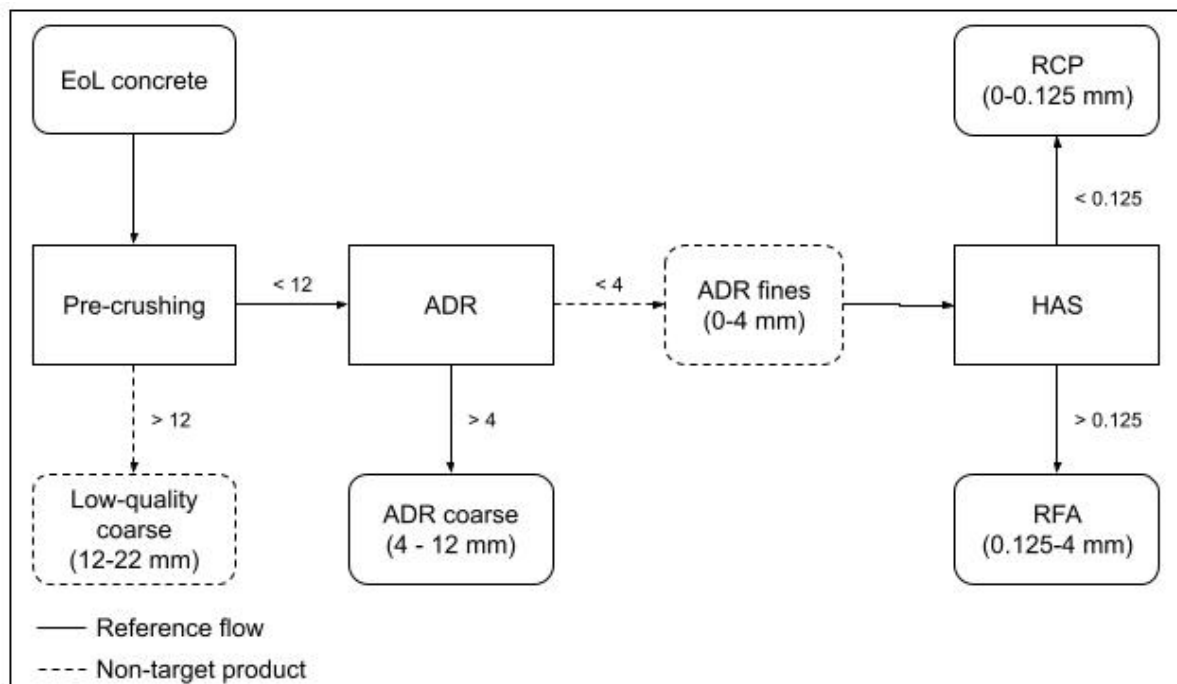 EoL concrete
RCP
(0-0.125 mm)
< 0.125
Pre-crushing
< 12
ADR
< 4
ADR fines
(0-4 mm)
HAS
> 12
> 4
> 0.125
Low-quality
coarse
(12-22 mm)
ADR coarse
(4 - 12 mm)
RFA
(0.125-4 mm)
Reference flow
Non-target product